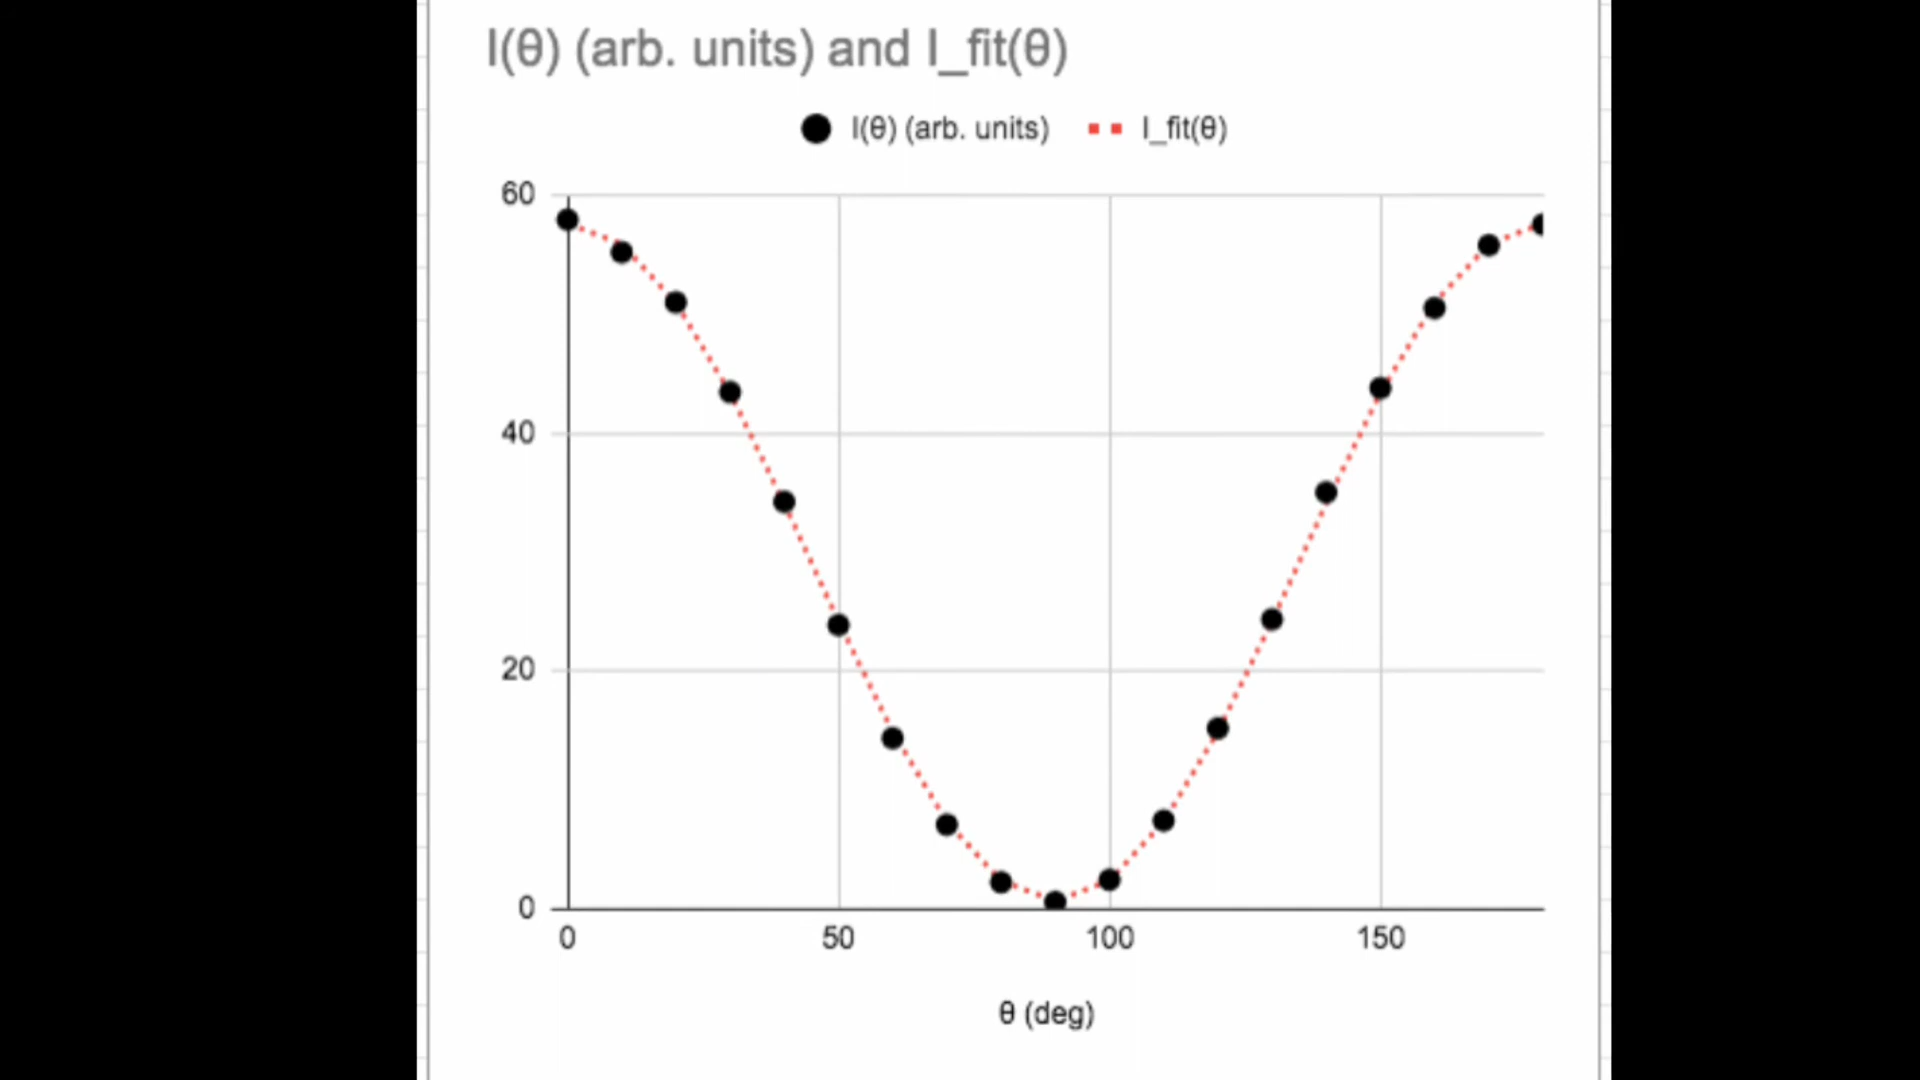 I(θ) (arb. units) and I_fit(θ)
I(θ) (arb. units) I_fit(θ)
60
40
20
0
0 50 100 150
θ (deg)